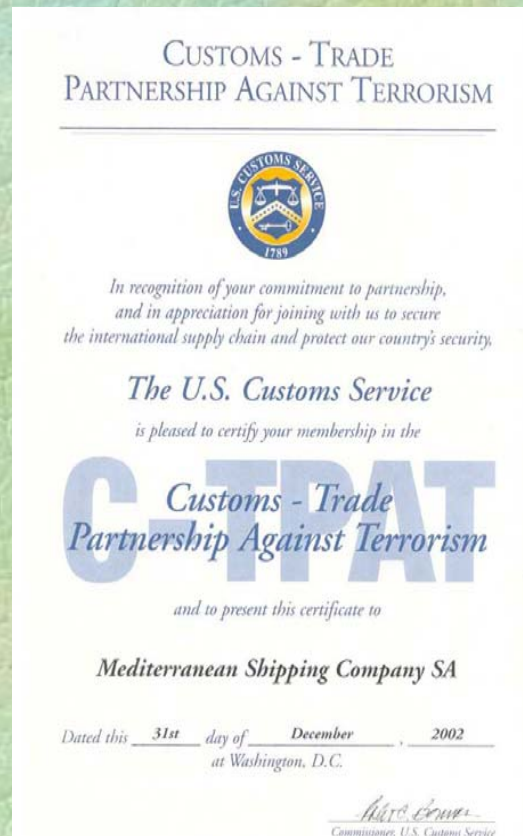 CUSTOMS - TRADE
PARTNERSHIP AGAINST TERRORISM
U.S. CUSTOMS SERVICE
1789
In recognition of your commitment to partnership,
and in appreciation for joining with us to secure
the international supply chain and protect our country's security,
The U.S. Customs Service
is pleased to certify your membership in the
C-TPAT
Customs - Trade
Partnership Against Terrorism
and to present this certificate to
Mediterranean Shipping Company SA
Dated this 31st day of December , 2002
at Washington, D.C.
Commissioner, U.S. Customs Service